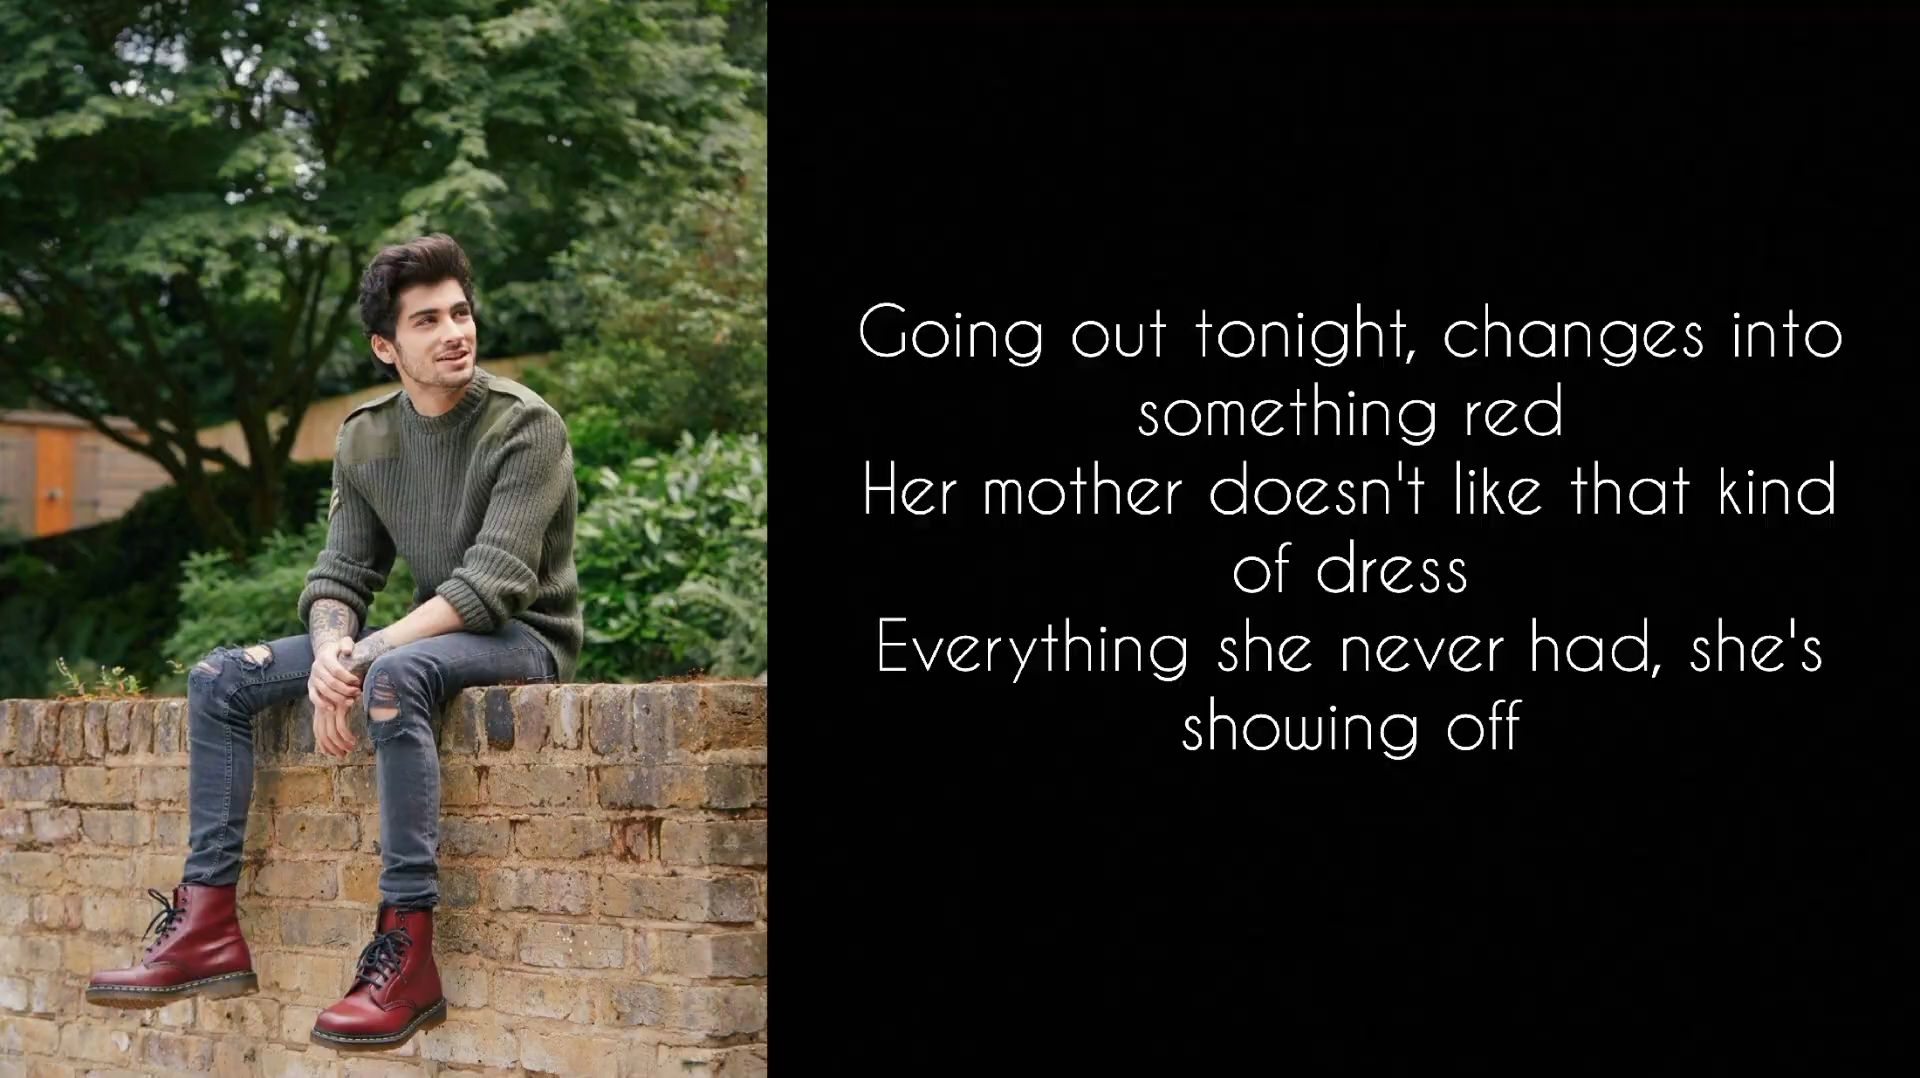 Going out tonight, changes into
something red
Her mother doesn't like that kind
of dress
Everything she never had, she's
showing off